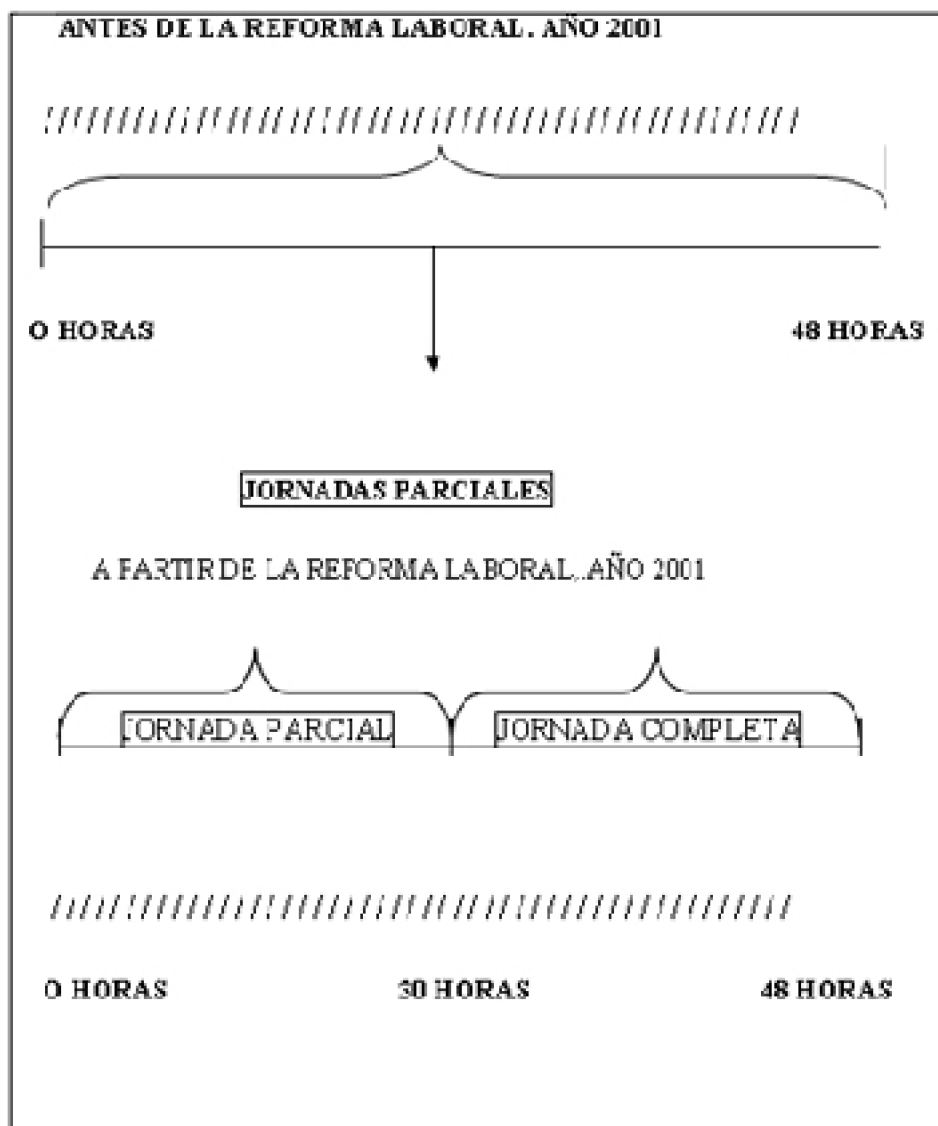 ANTES DE LA REFORMA LABORAL. AÑO 2001
O HORAS 48 HORAS
JORNADAS PARCIALES
A PARTIR DE LA REFORMA LABORAL, AÑO 2001
JORNADA PARCIAL JORNADA COMPLETA
O HORAS 30 HORAS 48 HORAS